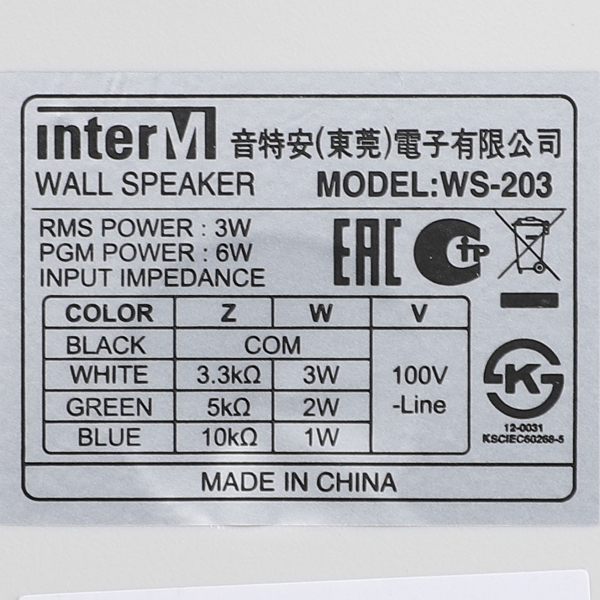 interM 音特安(東莞)電子有限公司
WALL SPEAKER MODEL:WS-203
RMS POWER : 3W
PGM POWER : 6W
INPUT IMPEDANCE
EAC
COLOR Z W V
BLACK COM
WHITE 3.3kΩ 3W 100V
GREEN 5kΩ 2W -Line
BLUE 10kΩ 1W
K
12-0031
KSCIEC60268-5
MADE IN CHINA